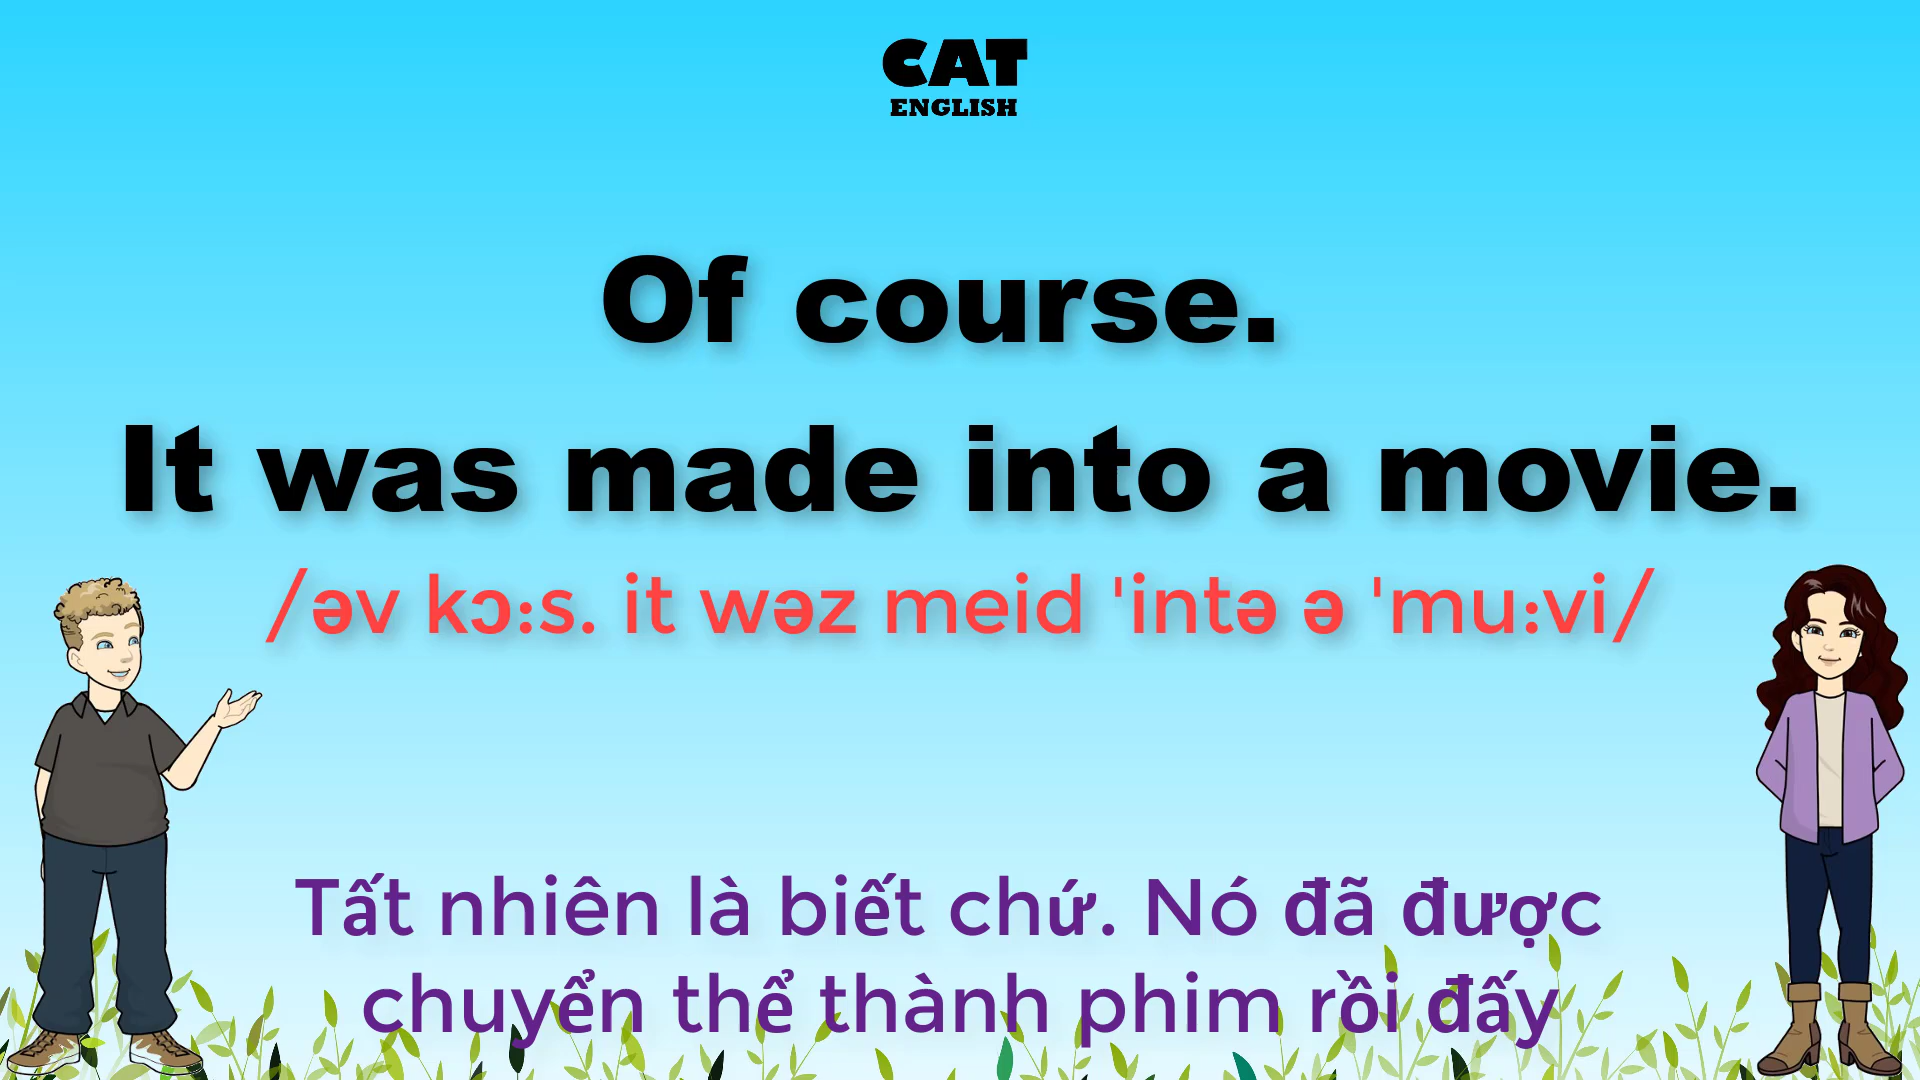 CAT
ENGLISH
Of course.
It was made into a movie.
/əv kɔ:s. it wəz meid 'intə ə 'mu:vi/
Tất nhiên là biết chứ. Nó đã được
chuyển thể thành phim rồi đấy